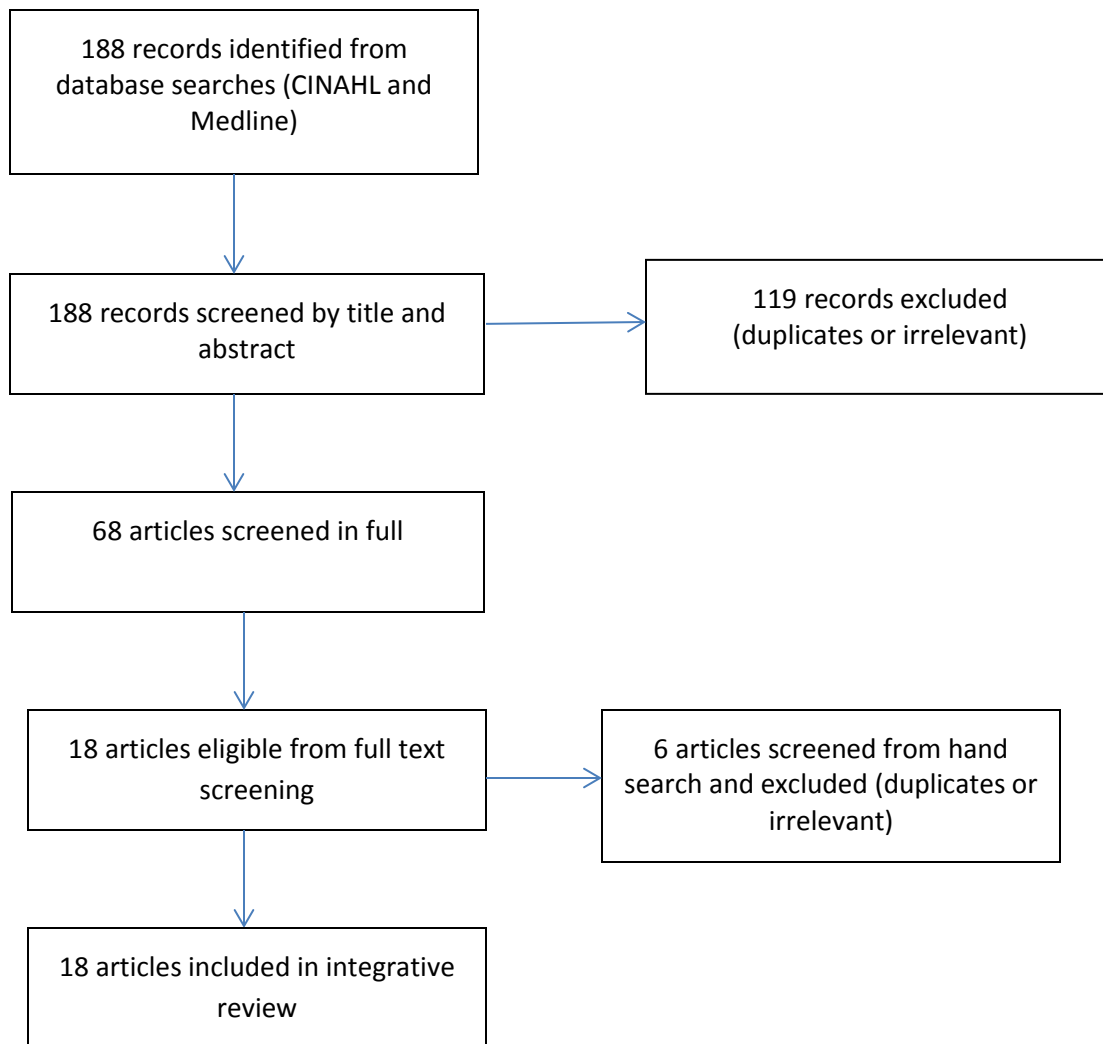 188 records identified from
database searches (CINAHL and
Medline)
188 records screened by title and
abstract
119 records excluded
(duplicates or irrelevant)
68 articles screened in full
18 articles eligible from full text
screening
6 articles screened from hand
search and excluded (duplicates or
irrelevant)
18 articles included in integrative
review